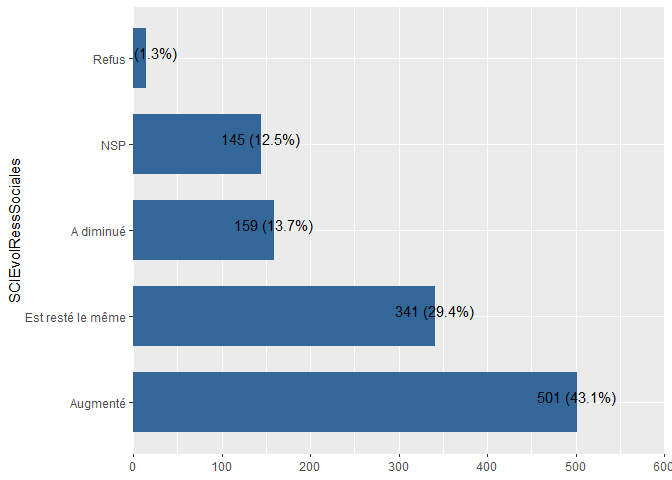 SCIEvolRessSociales
Refus
(1.3%)
NSP
145 (12.5%)
A diminué
159 (13.7%)
Est resté le même
341 (29.4%)
Augmenté
501 (43.1%)
0 100 200 300 400 500 600